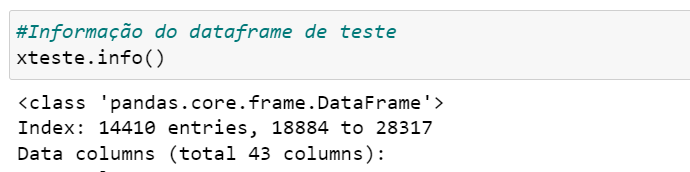 #Informação do dataframe de teste
xteste.info()
<class 'pandas.core.frame.DataFrame'>
Index: 14410 entries, 18884 to 28317
Data columns (total 43 columns):